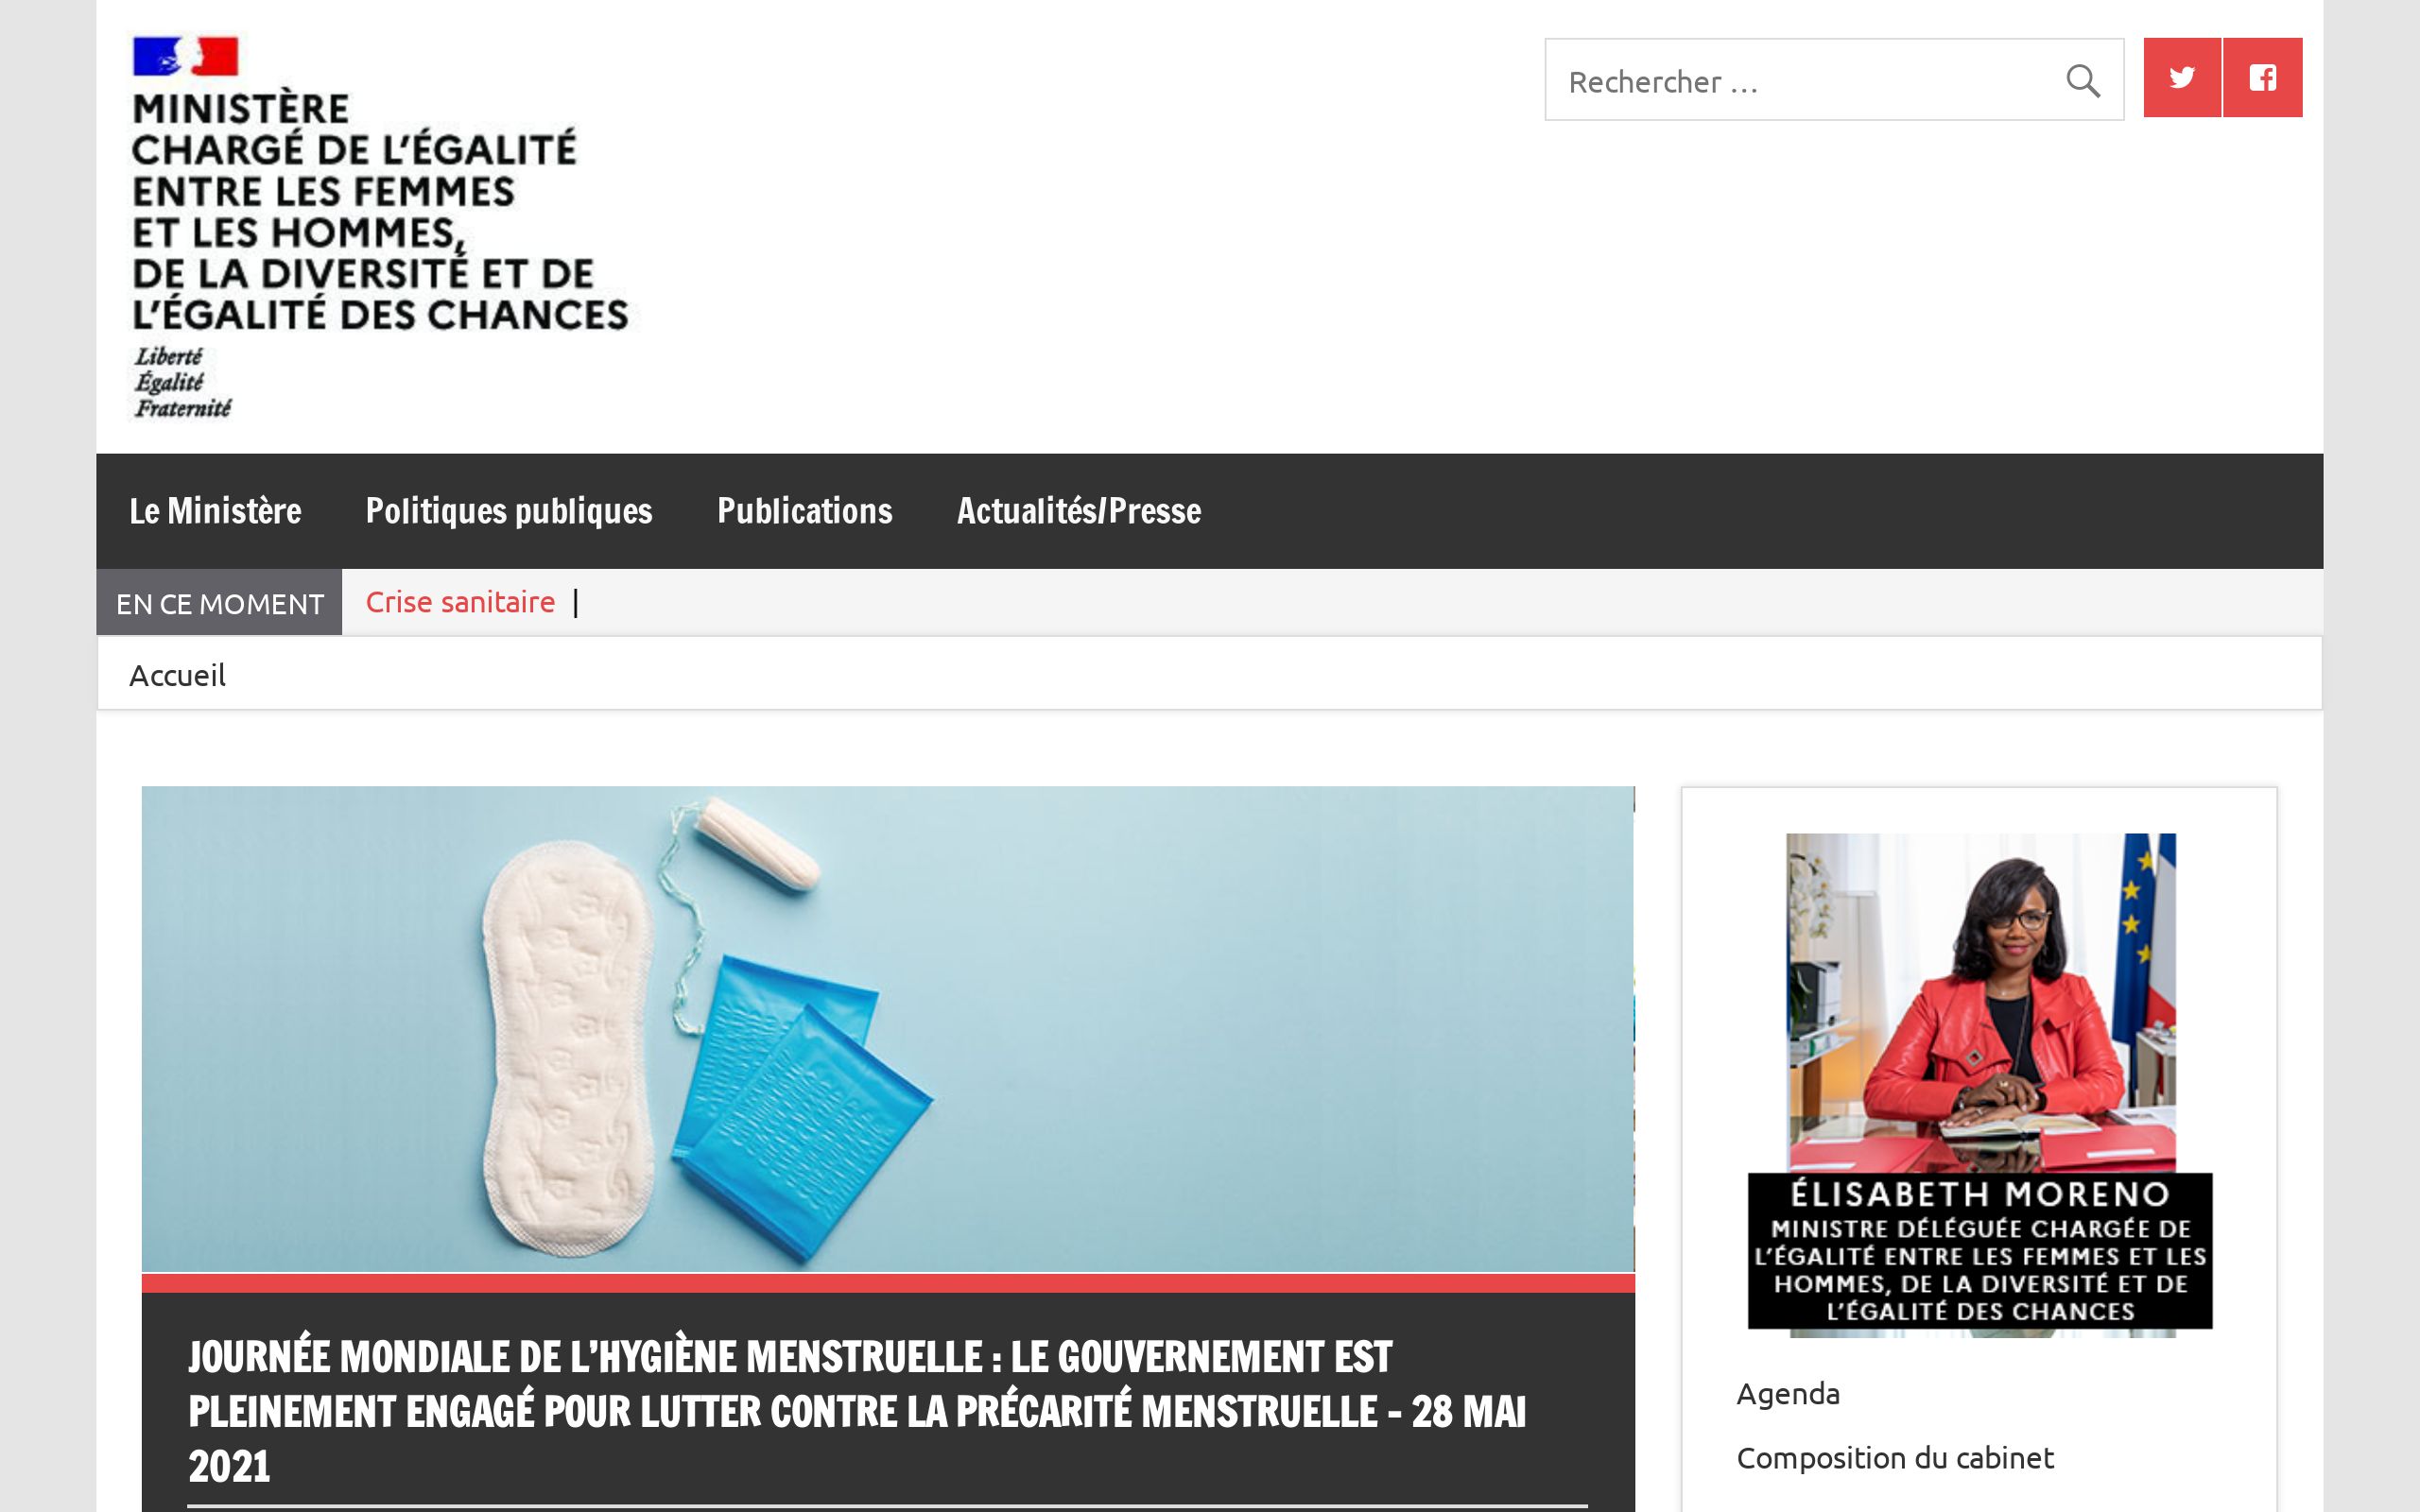 MINISTÈRE
CHARGÉ DE L'ÉGALITÉ
ENTRE LES FEMMES
ET LES HOMMES,
DE LA DIVERSITÉ ET DE
L'ÉGALITÉ DES CHANCES
Liberté
Égalité
Fraternité
Rechercher …
Le Ministère Politiques publiques Publications Actualités/Presse
EN CE MOMENT Crise sanitaire |
Accueil
JOURNÉE MONDIALE DE L'HYGIÈNE MENSTRUELLE : LE GOUVERNEMENT EST
PLEINEMENT ENGAGÉ POUR LUTTER CONTRE LA PRÉCARITÉ MENSTRUELLE – 28 MAI
2021
ÉLISABETH MORENO
MINISTRE DÉLÉGUÉE CHARGÉE DE
L'ÉGALITÉ ENTRE LES FEMMES ET LES
HOMMES, DE LA DIVERSITÉ ET DE
L'ÉGALITÉ DES CHANCES
Agenda
Composition du cabinet